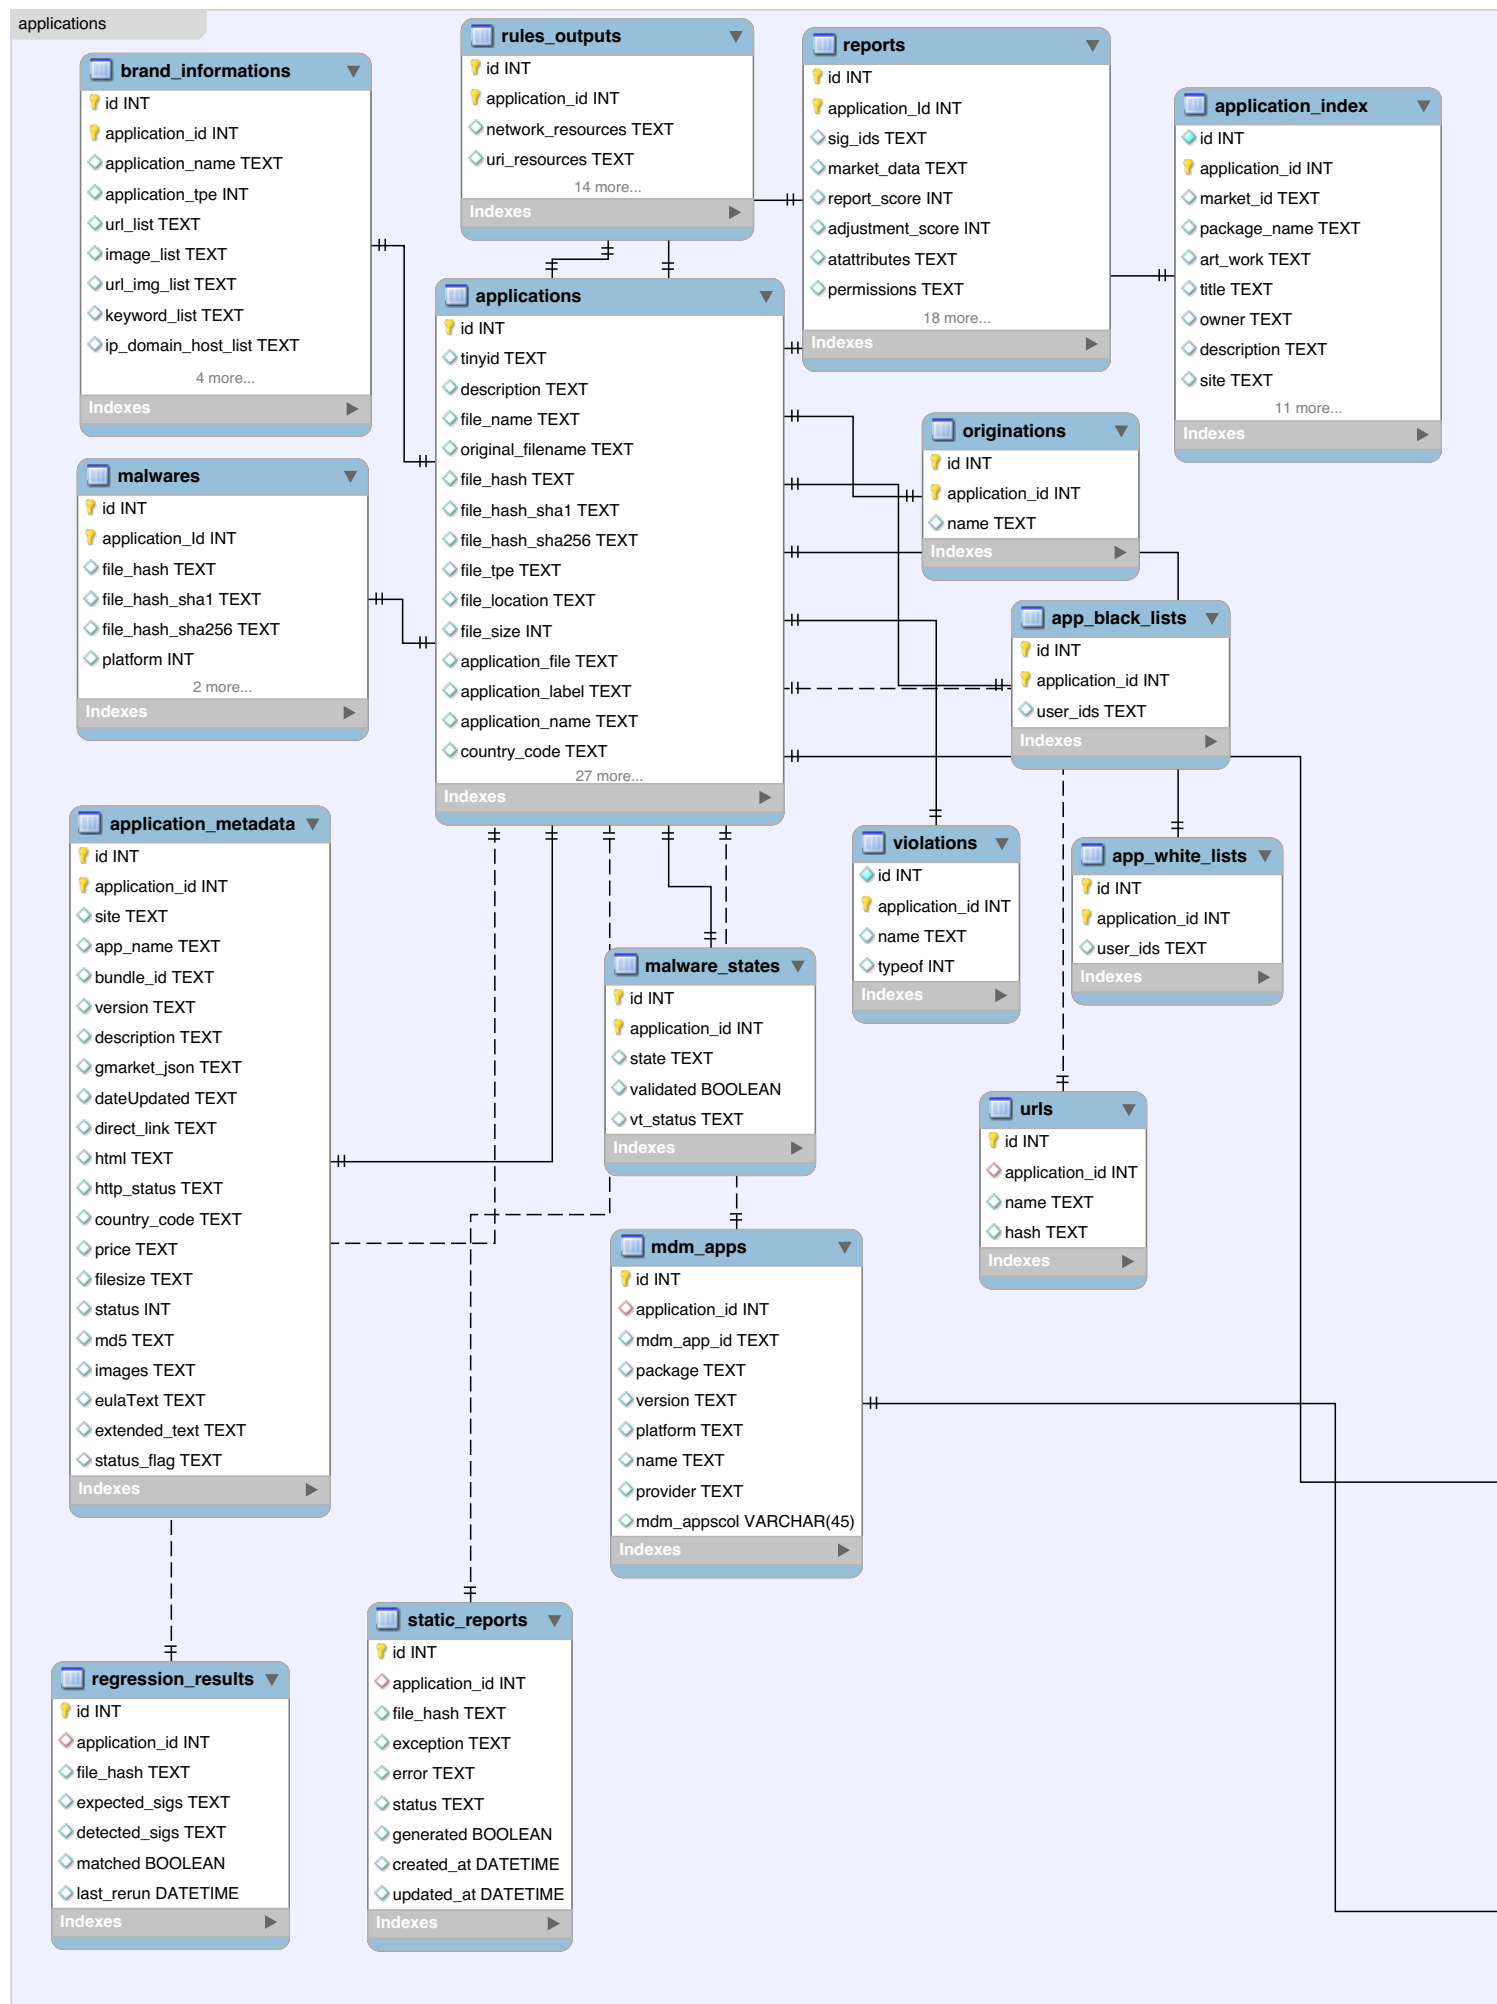 applications
brand_informations
id INT
application_id INT
application_name TEXT
application_tpe INT
url_list TEXT
image_list TEXT
url_img_list TEXT
keyword_list TEXT
ip_domain_host_list TEXT
4 more...
Indexes
rules_outputs
id INT
application_id INT
network_resources TEXT
uri_resources TEXT
14 more...
Indexes
reports
id INT
application_Id INT
sig_ids TEXT
market_data TEXT
report_score INT
adjustment_score INT
atattributes TEXT
permissions TEXT
18 more...
Indexes
application_index
id INT
application_id INT
market_id TEXT
package_name TEXT
art_work TEXT
title TEXT
owner TEXT
description TEXT
site TEXT
11 more...
Indexes
applications
id INT
tinyid TEXT
description TEXT
file_name TEXT
original_filename TEXT
file_hash TEXT
file_hash_sha1 TEXT
file_hash_sha256 TEXT
file_tpe TEXT
file_location TEXT
file_size INT
application_file TEXT
application_label TEXT
application_name TEXT
country_code TEXT
27 more...
Indexes
originations
id INT
application_id INT
name TEXT
Indexes
malwares
id INT
application_Id INT
file_hash TEXT
file_hash_sha1 TEXT
file_hash_sha256 TEXT
platform INT
2 more...
Indexes
app_black_lists
id INT
application_id INT
user_ids TEXT
Indexes
application_metadata
id INT
application_id INT
site TEXT
app_name TEXT
bundle_id TEXT
version TEXT
description TEXT
gmarket_json TEXT
dateUpdated TEXT
direct_link TEXT
html TEXT
http_status TEXT
country_code TEXT
price TEXT
filesize TEXT
status INT
md5 TEXT
images TEXT
eulaText TEXT
extended_text TEXT
status_flag TEXT
Indexes
violations
id INT
application_id INT
name TEXT
typeof INT
Indexes
app_white_lists
id INT
application_id INT
user_ids TEXT
Indexes
malware_states
id INT
application_id INT
state TEXT
validated BOOLEAN
vt_status TEXT
Indexes
urls
id INT
application_id INT
name TEXT
hash TEXT
Indexes
mdm_apps
id INT
application_id INT
mdm_app_id TEXT
package TEXT
version TEXT
platform TEXT
name TEXT
provider TEXT
mdm_appscol VARCHAR(45)
Indexes
static_reports
id INT
application_id INT
file_hash TEXT
exception TEXT
error TEXT
status TEXT
generated BOOLEAN
created_at DATETIME
updated_at DATETIME
Indexes
regression_results
id INT
application_id INT
file_hash TEXT
expected_sigs TEXT
detected_sigs TEXT
matched BOOLEAN
last_rerun DATETIME
Indexes